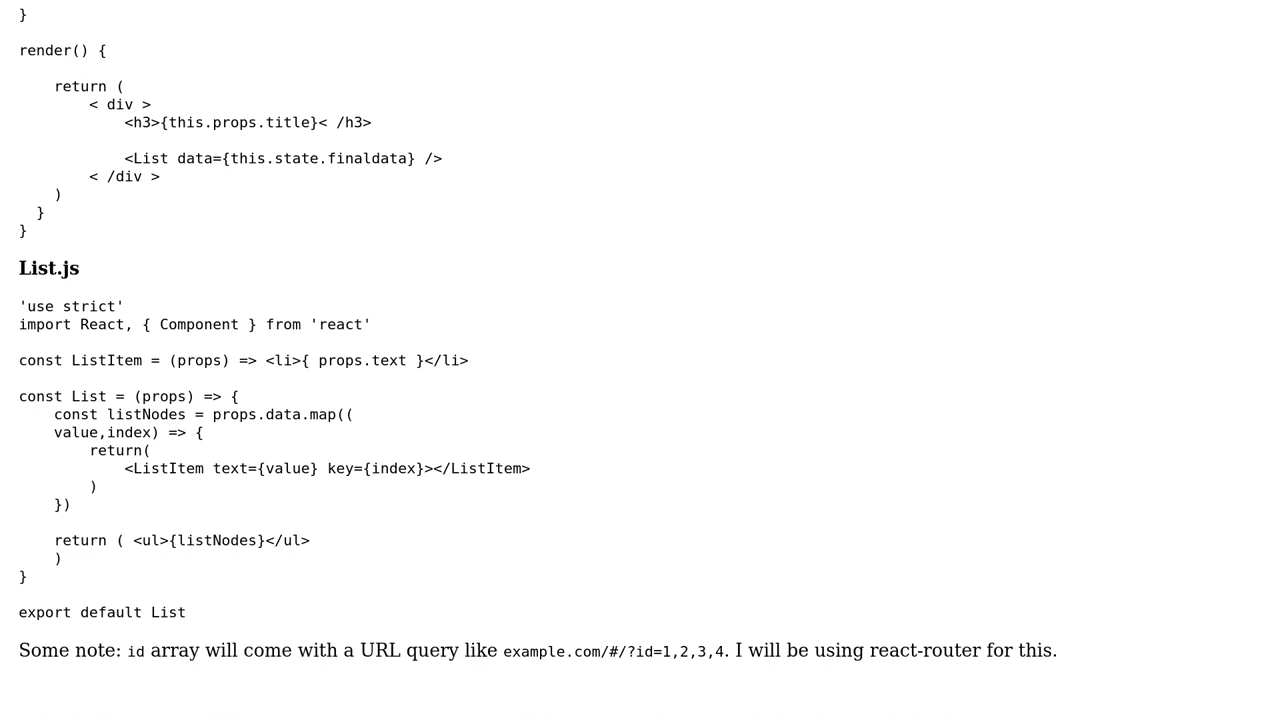 }
render() {
return (
< div >
<h3>{this.props.title}< /h3>
<List data={this.state.finaldata} />
< /div >
)
}
}
List.js
'use strict'
import React, { Component } from 'react'
const ListItem = (props) => <li>{ props.text }</li>
const List = (props) => {
const listNodes = props.data.map((
value,index) => {
return(
<ListItem text={value} key={index}></ListItem>
)
})
return ( <ul>{listNodes}</ul>
)
}
export default List
Some note: id array will come with a URL query like example.com/#/?id=1,2,3,4. I will be using react-router for this.